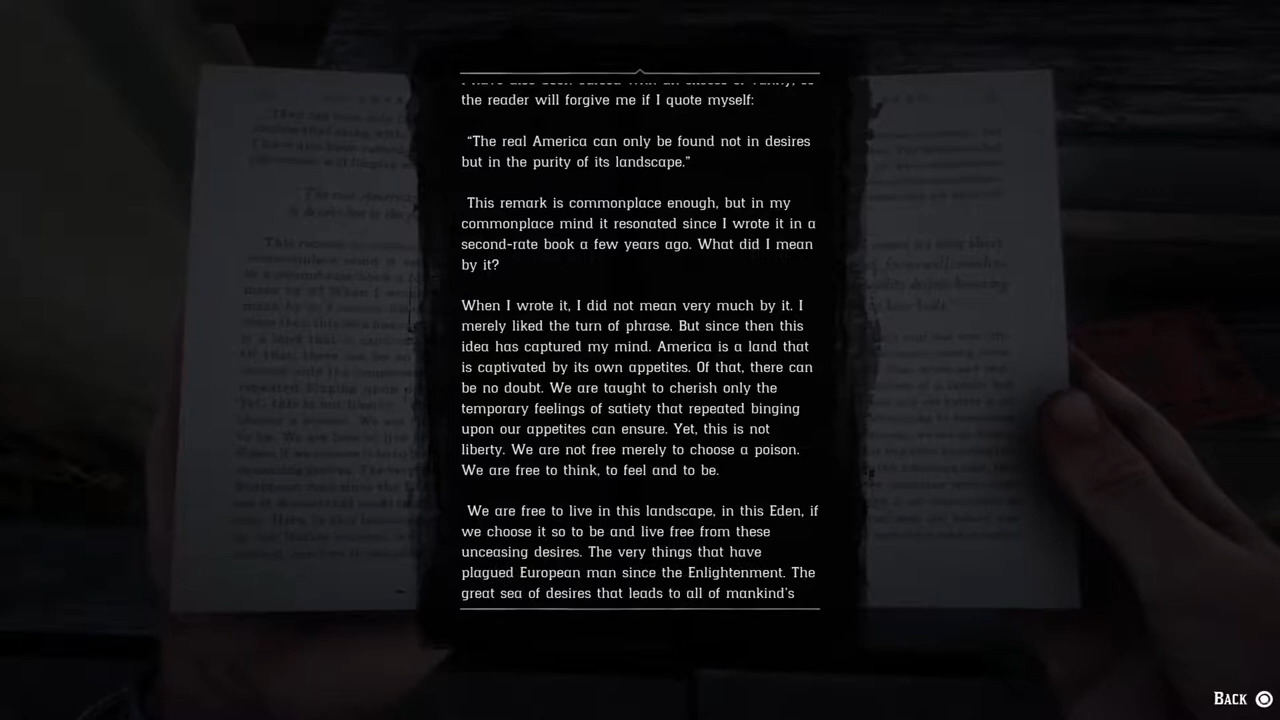 the reader will forgive me if I quote myself:
“The real America can only be found not in desires
but in the purity of its landscape.”
This remark is commonplace enough, but in my
commonplace mind it resonated since I wrote it in a
second-rate book a few years ago. What did I mean
by it?
When I wrote it, I did not mean very much by it. I
merely liked the turn of phrase. But since then this
idea has captured my mind. America is a land that
is captivated by its own appetites. Of that, there can
be no doubt. We are taught to cherish only the
temporary feelings of satiety that repeated binging
upon our appetites can ensure. Yet, this is not
liberty. We are not free merely to choose a poison.
We are free to think, to feel and to be.
We are free to live in this landscape, in this Eden, if
we choose it so to be and live free from these
unceasing desires. The very things that have
plagued European man since the Enlightenment. The
great sea of desires that leads to all of mankind's
Back